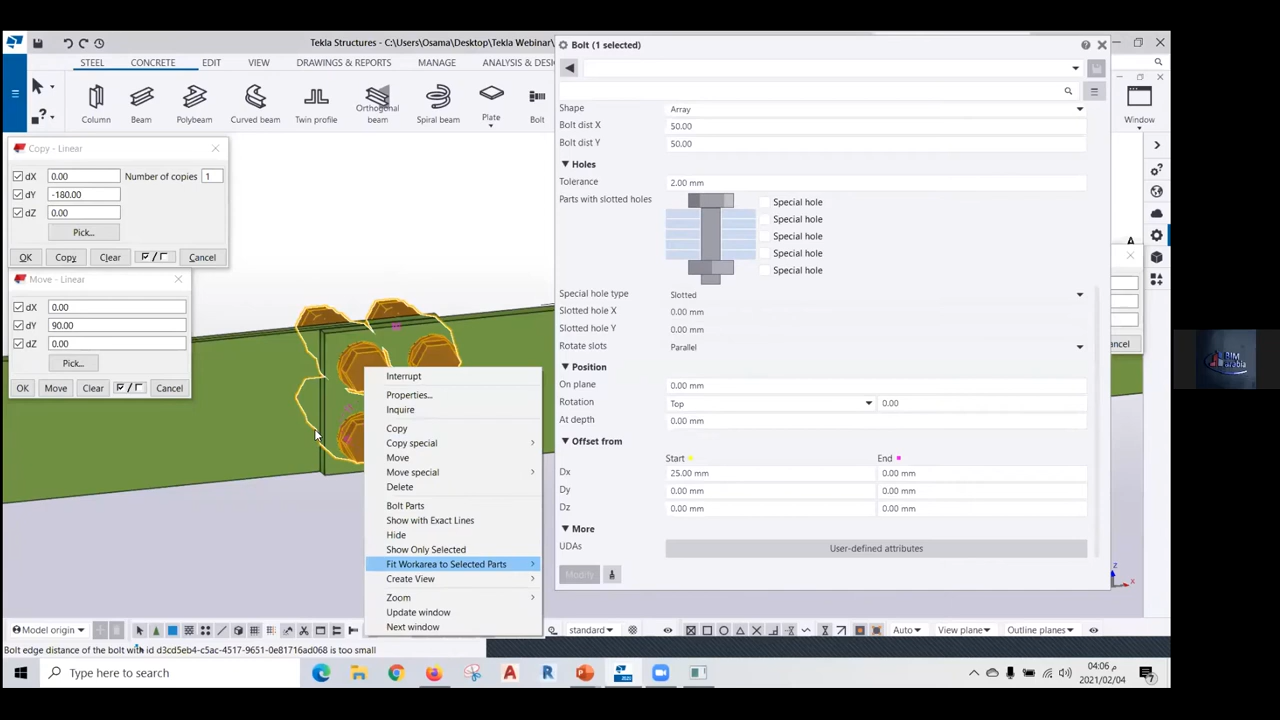 Tekla Structures - C:\Users\Osama\Desktop\Tekla Webinar\
Bolt (1 selected)
STEEL
CONCRETE
EDIT
VIEW
DRAWINGS & REPORTS
MANAGE
ANALYSIS & DESI
Column
Beam
Polybeam
Curved beam
Twin profile
Orthogonal
beam
Spiral beam
Plate
Bolt
Window
Copy - Linear
dX 0.00 Number of copies 1
dY -180.00
dZ 0.00
Pick...
OK Copy Clear Cancel
Move - Linear
dX 0.00
dY 90.00
dZ 0.00
Pick...
OK Move Clear Cancel
Interrupt
Properties...
Inquire
Copy
Copy special
Move
Move special
Delete
Bolt Parts
Show with Exact Lines
Hide
Show Only Selected
Fit Workarea to Selected Parts
Create View
Zoom
Update window
Next window
Shape Array
Bolt dist X 50.00
Bolt dist Y 50.00
Holes
Tolerance 2.00 mm
Parts with slotted holes
Special hole
Special hole
Special hole
Special hole
Special hole
Special hole type Slotted
Slotted hole X 0.00 mm
Slotted hole Y 0.00 mm
Rotate slots Parallel
Position
On plane 0.00 mm
Rotation Top 0.00
At depth 0.00 mm
Offset from
Start End
Dx 25.00 mm 0.00 mm
Dy 0.00 mm 0.00 mm
Dz 0.00 mm 0.00 mm
More
UDAs User-defined attributes
Modify
A
ancel
z
x
BIM
arabia
Model origin
standard
Auto
View plane
Outline planes
Bolt edge distance of the bolt with id d3cd5eb4-c5ac-4517-9651-0e81716ad068 is too small
Type here to search
04:06 م
2021/02/04
7